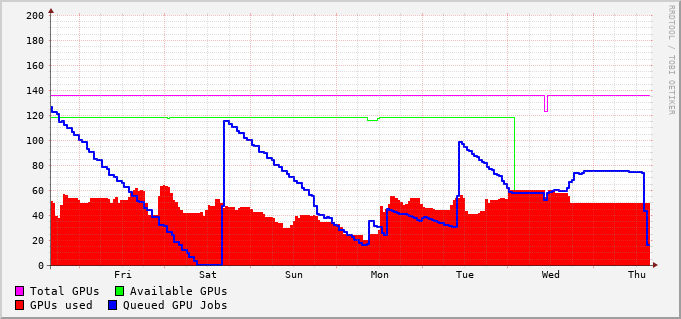 200
180
160
140
120
100
80
60
40
20
0
Fri Sat Sun Mon Tue Wed Thu
Total GPUs Available GPUs
GPUs used Queued GPU Jobs
RRDTOOL / TOBI OETIKER